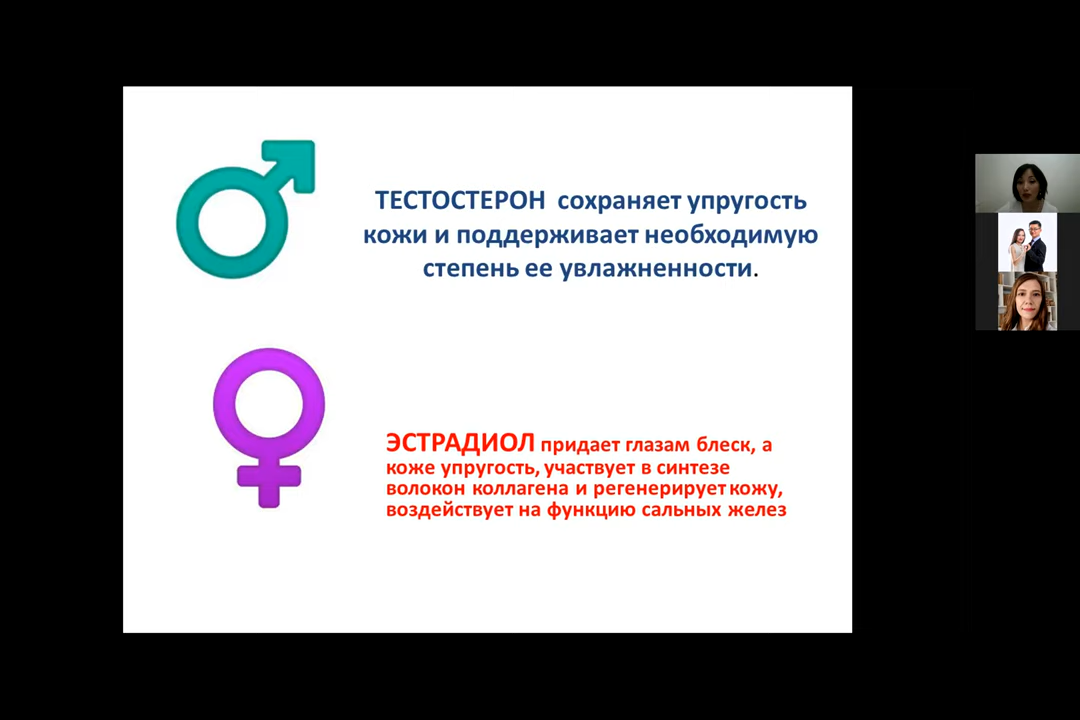 ТЕСТОСТЕРОН сохраняет упругость
кожи и поддерживает необходимую
степень ее увлажненности.
ЭСТРАДИОЛ придает глазам блеск, а
коже упругость, участвует в синтезе
волокон коллагена и регенерирует кожу,
воздействует на функцию сальных желез